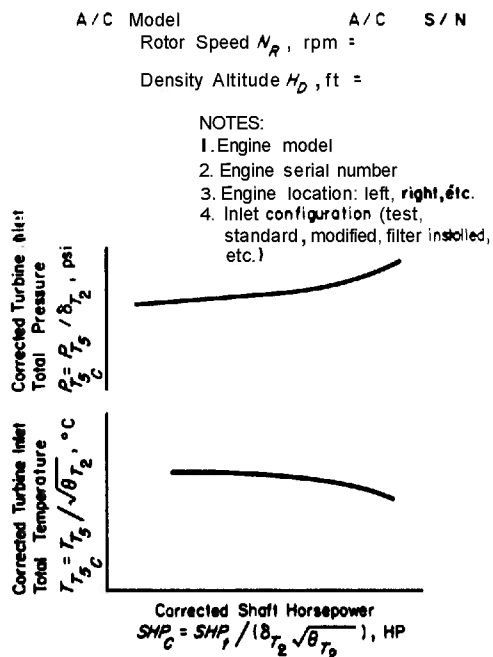 A/C Model A/C S/N
Rotor Speed N_R, rpm =
Density Altitude H_D, ft =
NOTES:
1. Engine model
2. Engine serial number
3. Engine location: left, right, etc.
4. Inlet configuration (test,
standard, modified, filter installed,
etc.)
Corrected Turbine Inlet
Total Pressure
P_T5C = P_T5 / δ_T2, psi
Corrected Turbine Inlet
Total Temperature
T_T5C = T_T5 / √θ_T2, °C
Corrected Shaft Horsepower
SHP_C = SHP_t / (δ_T2 √θ_T2), HP